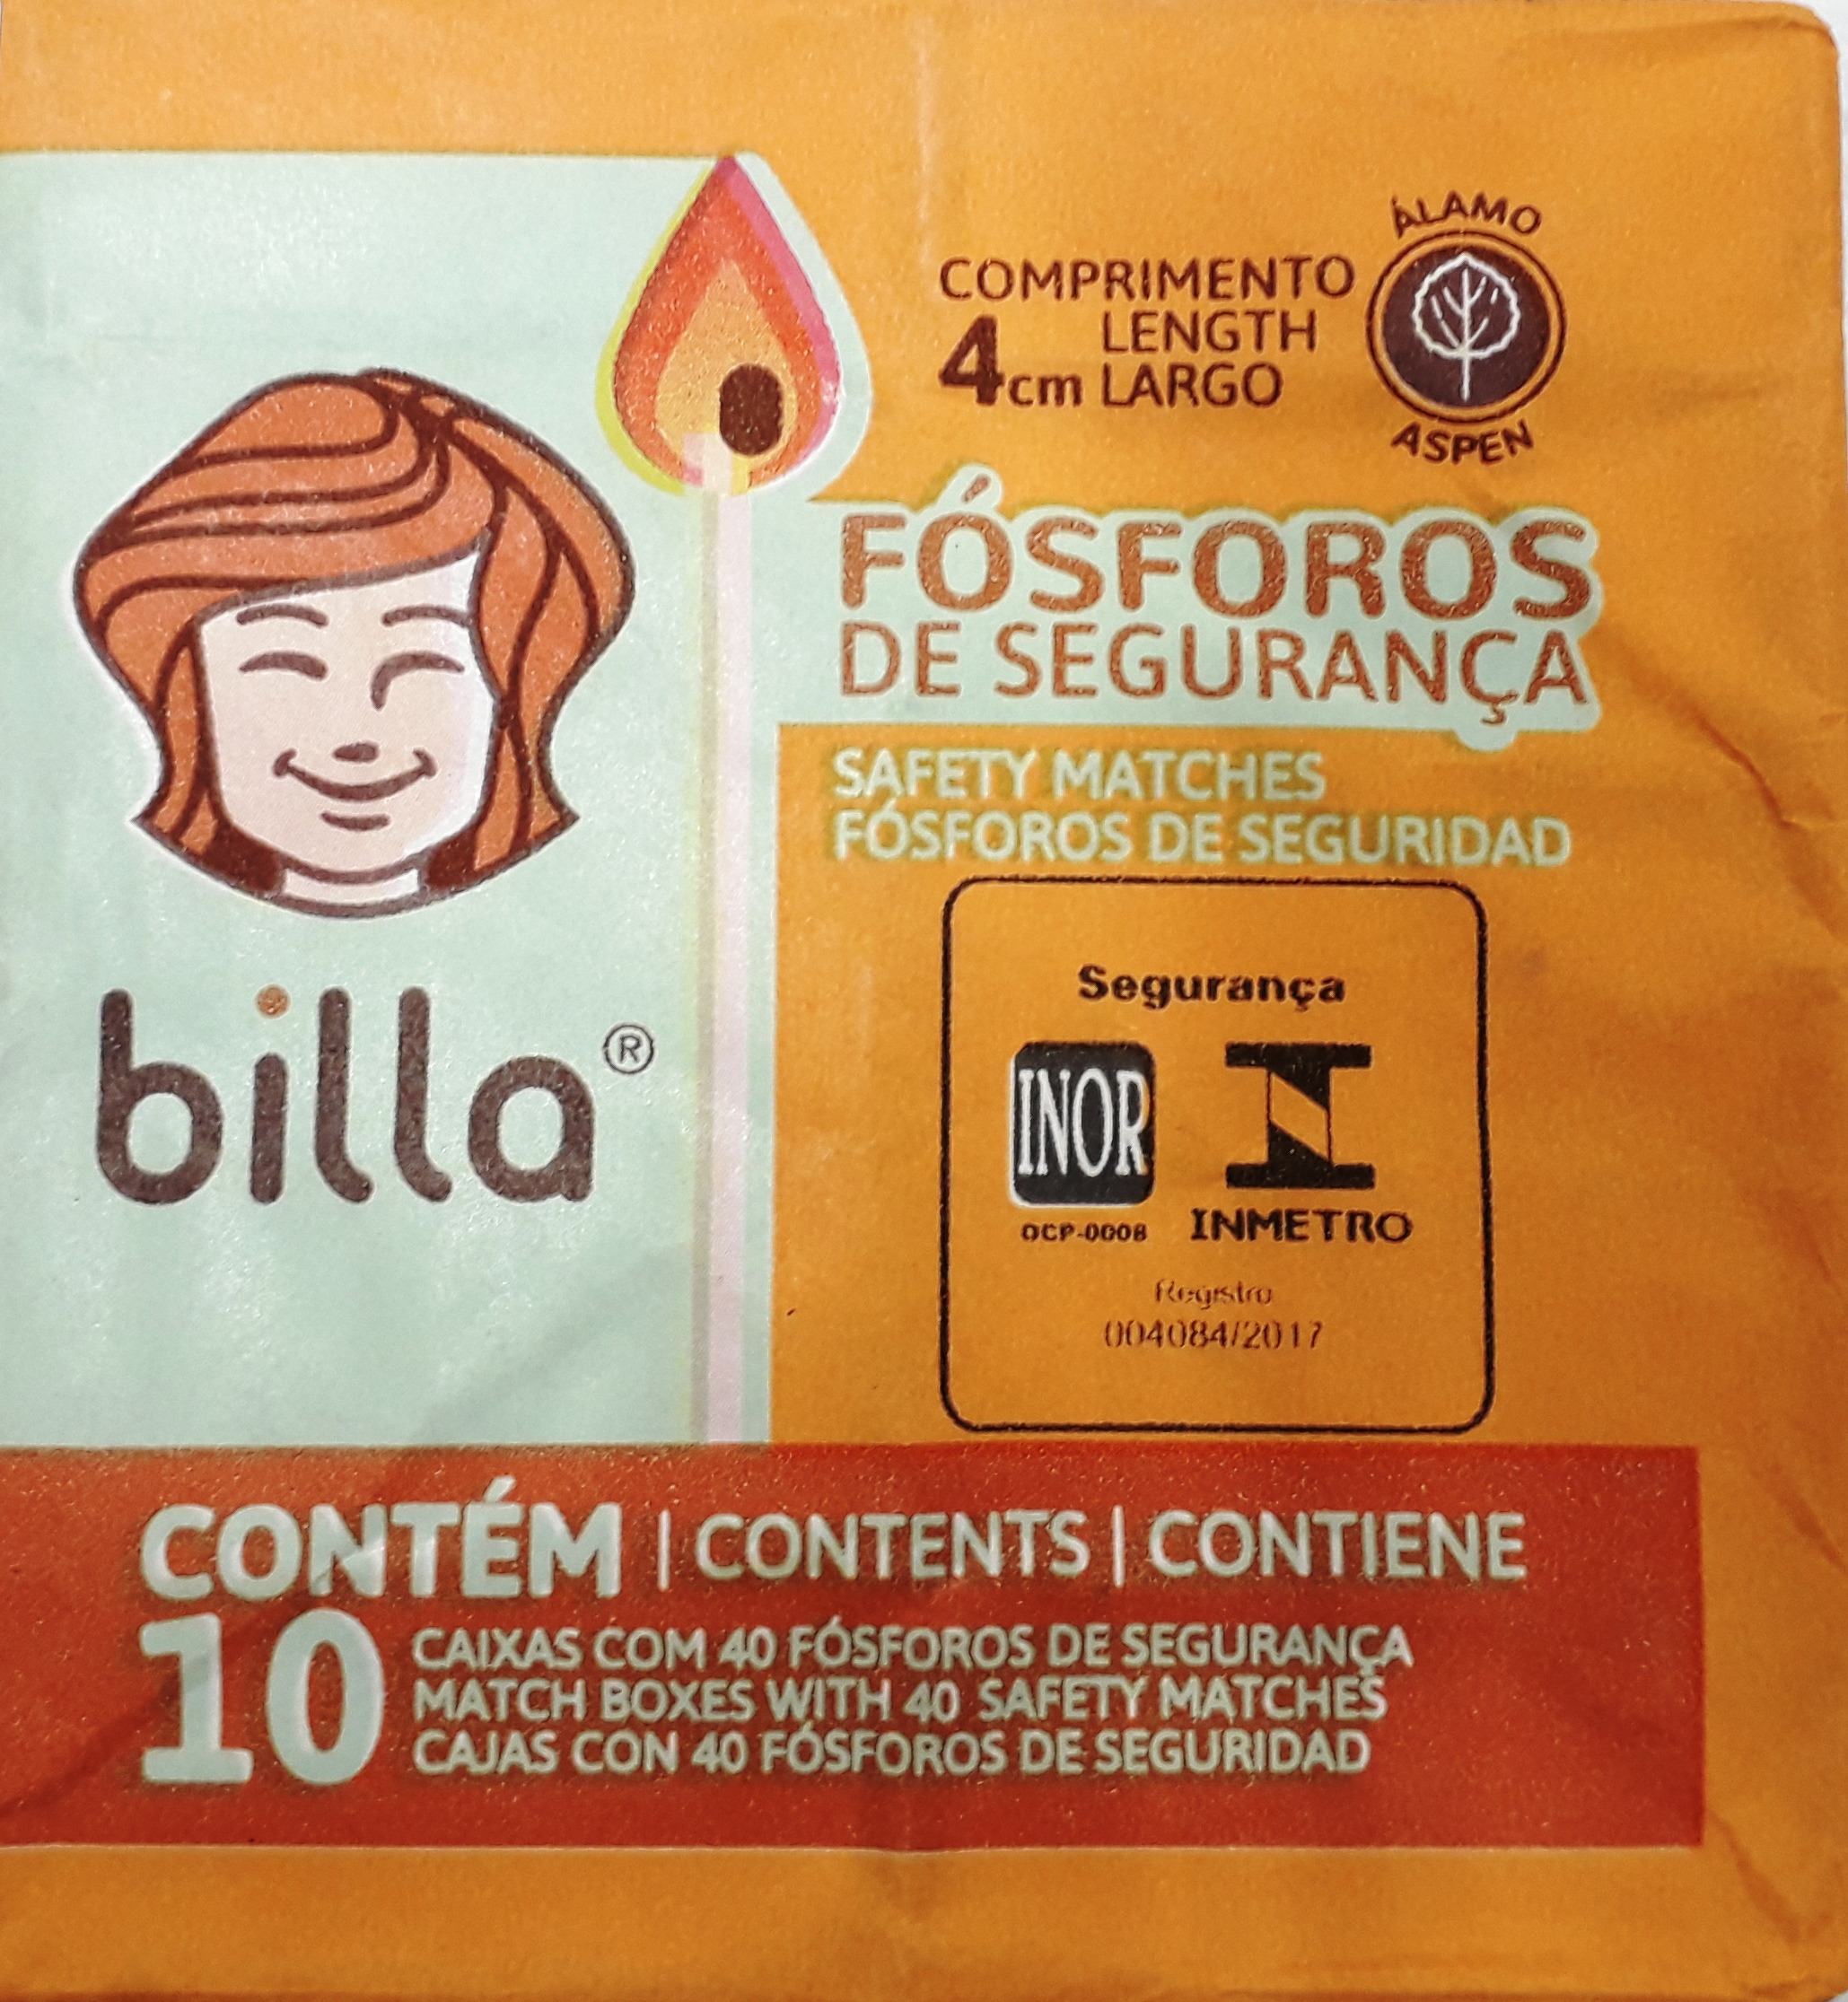 ÁLAMO
COMPRIMENTO
LENGTH
4cm LARGO
ASPEN
FÓSFOROS
DE SEGURANÇA
SAFETY MATCHES
FÓSFOROS DE SEGURIDAD
billa®
Segurança
INOR
OCP-0008 INMETRO
Registro
004084/2017
CONTÉM | CONTENTS | CONTIENE
10
CAIXAS COM 40 FÓSFOROS DE SEGURANÇA
MATCH BOXES WITH 40 SAFETY MATCHES
CAJAS CON 40 FÓSFOROS DE SEGURIDAD